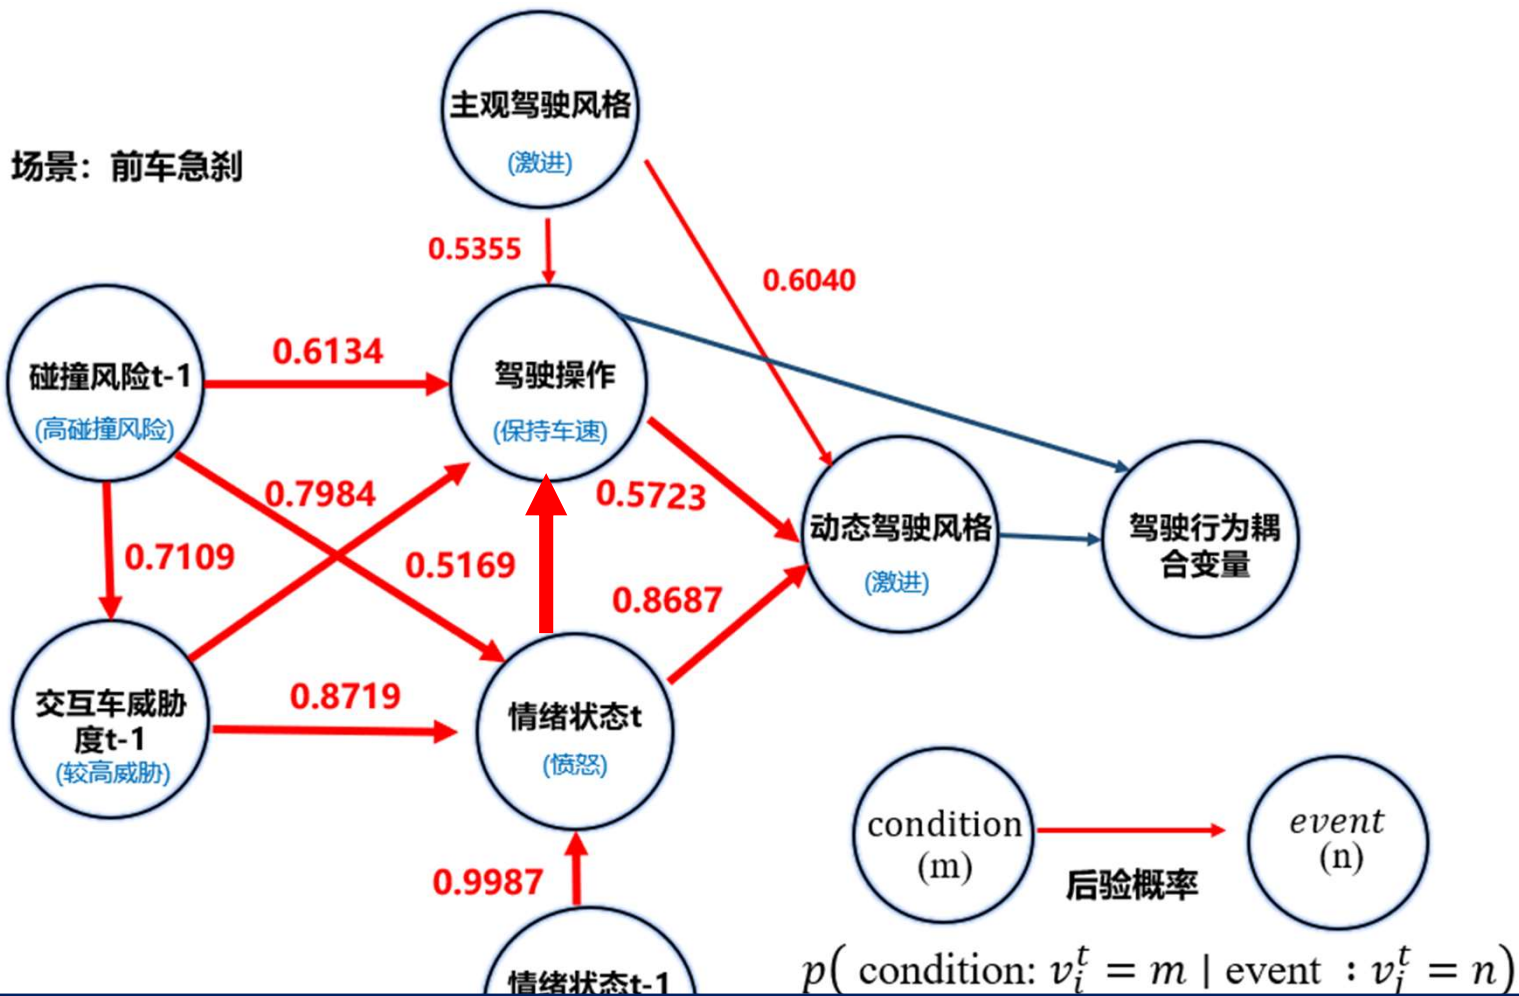 主观驾驶风格
(激进)
场景：前车急刹
0.5355
0.6040
0.6134
碰撞风险t-1
(高碰撞风险)
驾驶操作
(保持车速)
0.7984
0.5723
0.7109
0.5169
动态驾驶风格
(激进)
驾驶行为耦
合变量
0.8687
交互车威胁
度t-1
(较高威胁)
0.8719
情绪状态t
(愤怒)
0.9987
情绪状态t-1
condition
(m)
后验概率
event
(n)
p( condition: v_i^t = m | event : v_j^t = n)